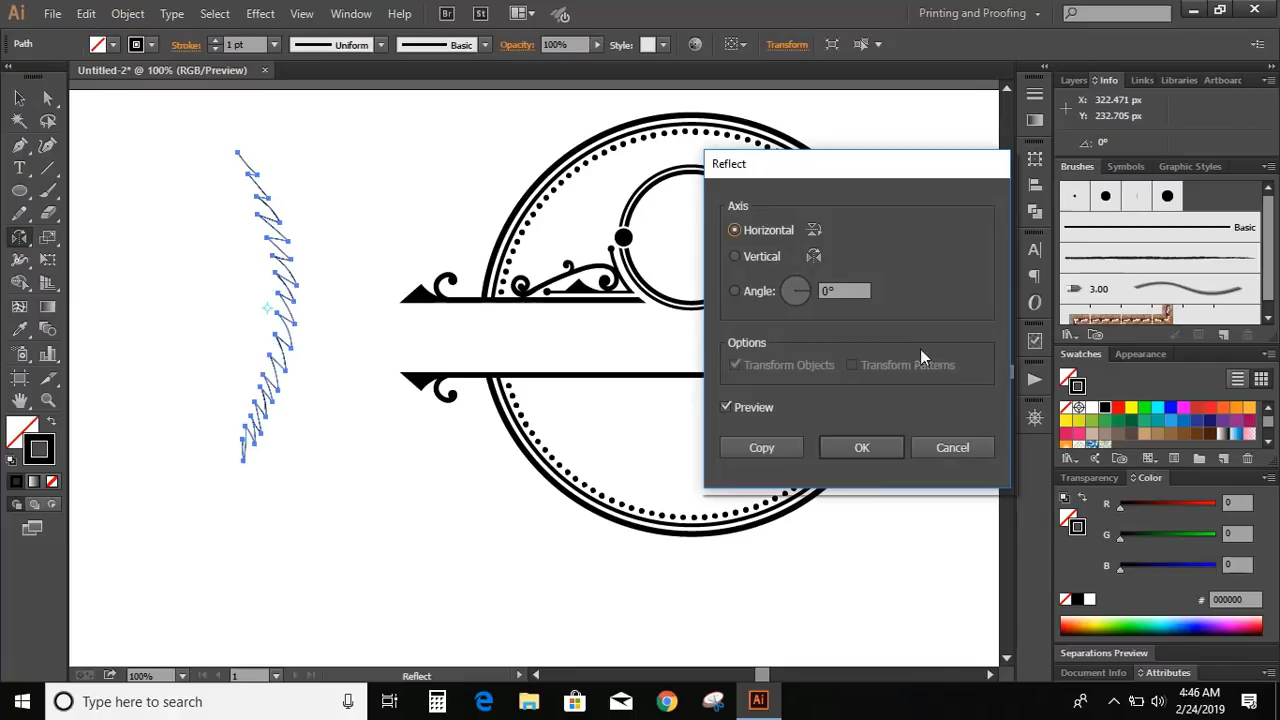 Ai File Edit Object Type Select Effect View Window Help Br St Printing and Proofing
Path Stroke: 1 pt Uniform Basic Opacity: 100% Style: Transform
Untitled-2* @ 100% (RGB/Preview) ×
Layers Info Links Libraries Artboard
X: 322.471 px
Y: 232.705 px
0°
Brushes Symbols Graphic Styles
Basic
3.00
Reflect
Axis
Horizontal
Vertical
Angle: 0°
Options
Transform Objects Transform Patterns
Preview
Copy OK Cancel
Swatches Appearance
Transparency Color
R 0
G 0
B 0
# 000000
Separations Preview
Document Info Attributes
100% 1 Reflect
Type here to search
Ai
4:46 AM
2/24/2019